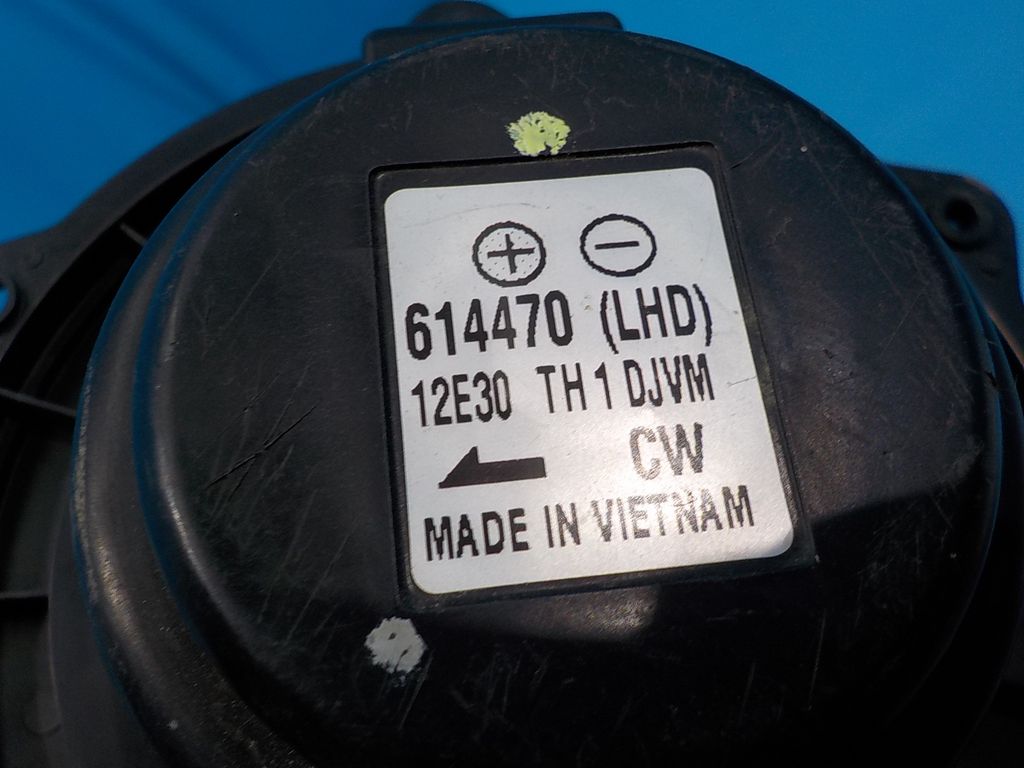 614470 (LHD)
12E30 TH 1 DJVM
CW
MADE IN VIETNAM